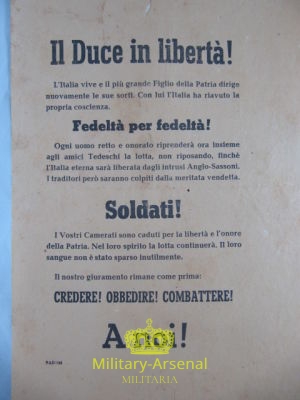 Il Duce in libertà!
L'Italia vive e il più grande Figlio della Patria dirige
nuovamente le sue sorti. Con lui l'Italia ha riavuto la
propria coscienza.
Fedeltà per fedeltà!
Ogni uomo retto e onorato riprenderà ora insieme
agli amici Tedeschi la lotta, non riposando, finchè
l'Italia eterna sarà liberata dagli intrusi Anglo-Sassoni.
I traditori però saranno colpiti dalla meritata vendetta.
Soldati!
I Vostri Camerati sono caduti per la libertà e l'onore
della Patria. Nel loro spirito la lotta continuerà. Il loro
sangue non è stato sparso inutilmente.
Il nostro giuramento rimane come prima:
CREDERE! OBBEDIRE! COMBATTERE!
A noi!
Military-Arsenal
MILITARIA